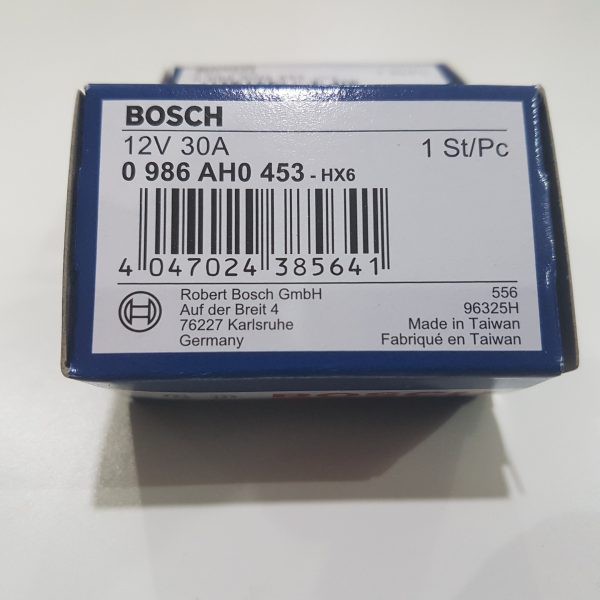 BOSCH
12V 30A
1 St/Pc
0 986 AH0 453 - HX6
4 047024 385641
Robert Bosch GmbH
Auf der Breit 4
76227 Karlsruhe
Germany
556
96325H
Made in Taiwan
Fabriqué en Taiwan